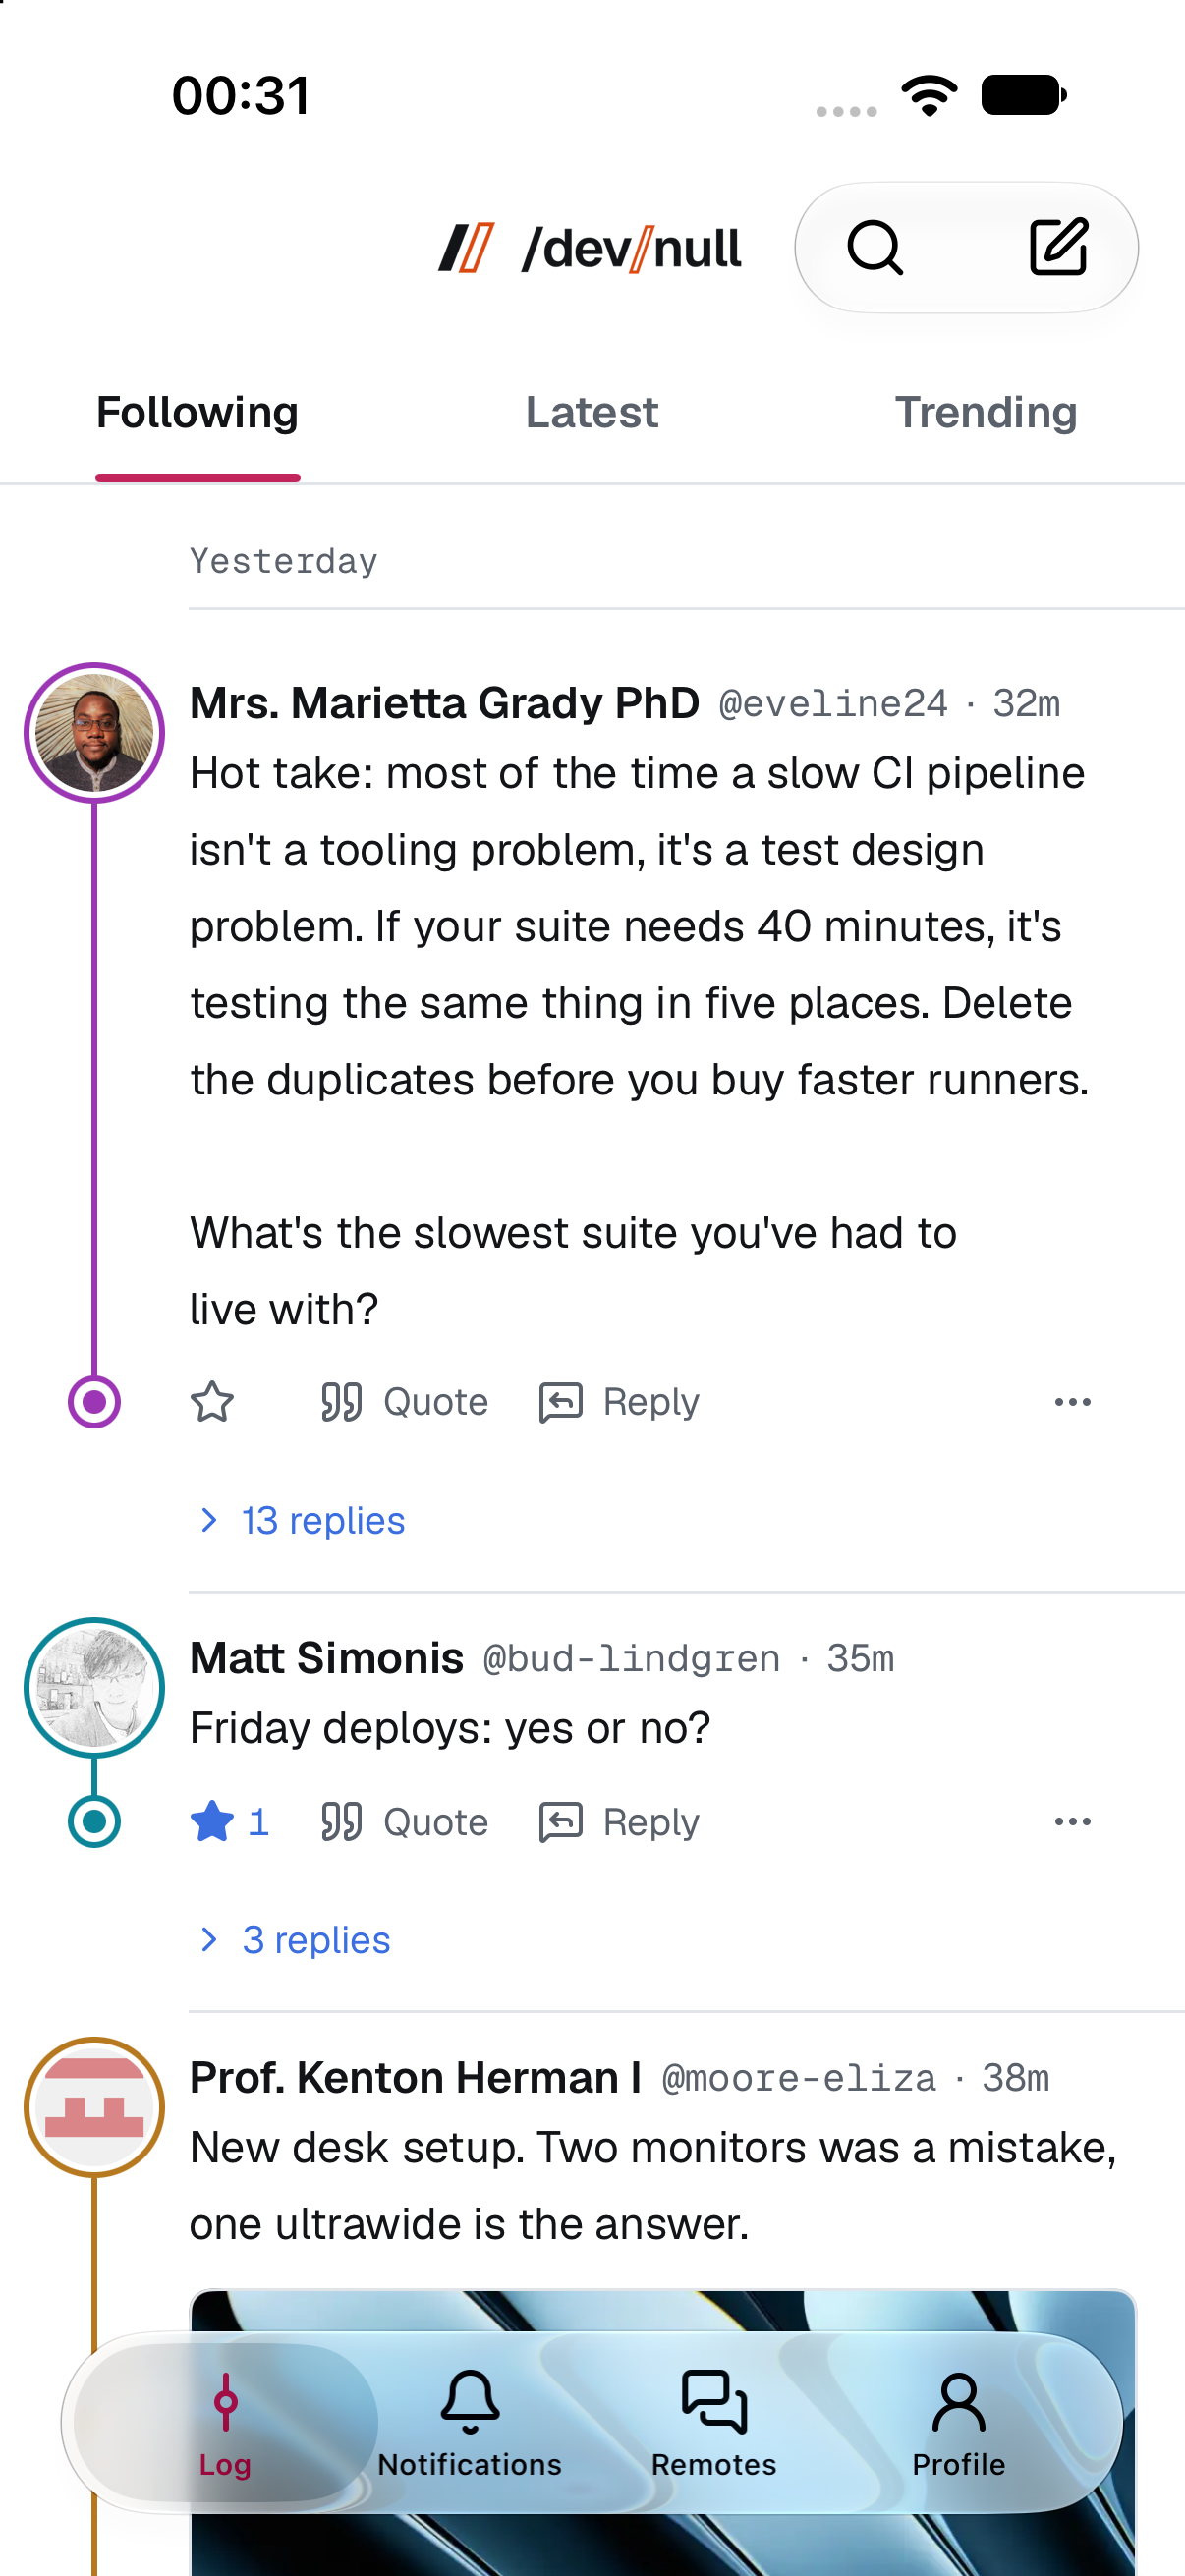 00:31
/dev//null
Following Latest Trending
Yesterday
Mrs. Marietta Grady PhD @eveline24 · 32m
Hot take: most of the time a slow CI pipeline
isn't a tooling problem, it's a test design
problem. If your suite needs 40 minutes, it's
testing the same thing in five places. Delete
the duplicates before you buy faster runners.
What's the slowest suite you've had to
live with?
Quote Reply
13 replies
Matt Simonis @bud-lindgren · 35m
Friday deploys: yes or no?
1 Quote Reply
3 replies
Prof. Kenton Herman I @moore-eliza · 38m
New desk setup. Two monitors was a mistake,
one ultrawide is the answer.
Log Notifications Remotes Profile